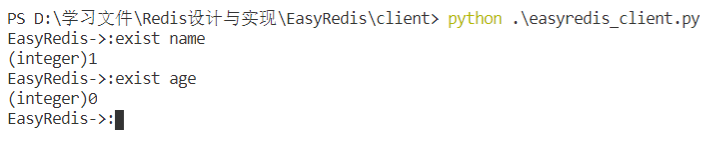 PS D:\学习文件\Redis设计与实现\EasyRedis\client> python .\easyredis_client.py
EasyRedis->:exist name
(integer)1
EasyRedis->:exist age
(integer)0
EasyRedis->: